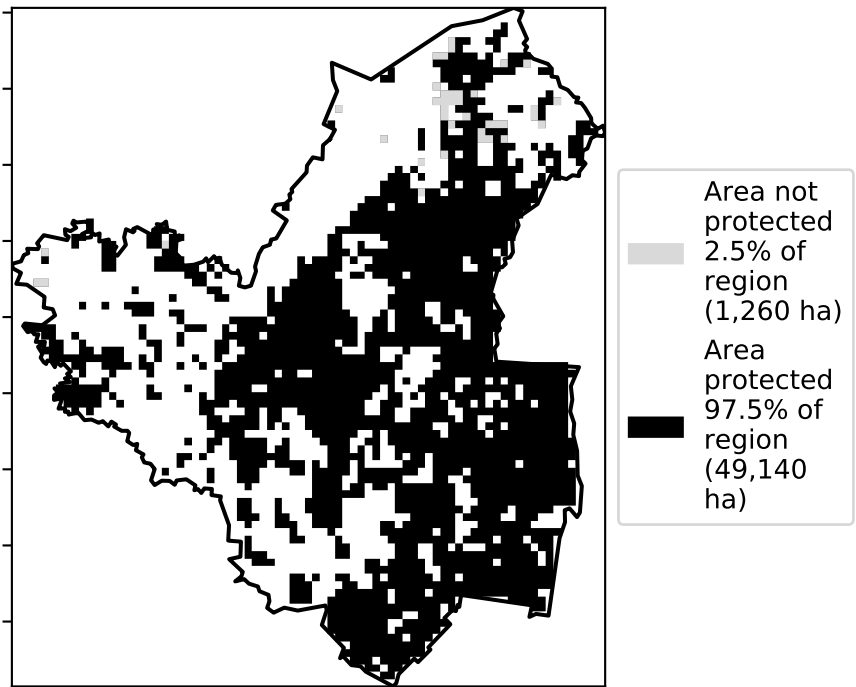 Area not
protected
2.5% of
region
(1,260 ha)
Area
protected
97.5% of
region
(49,140
ha)